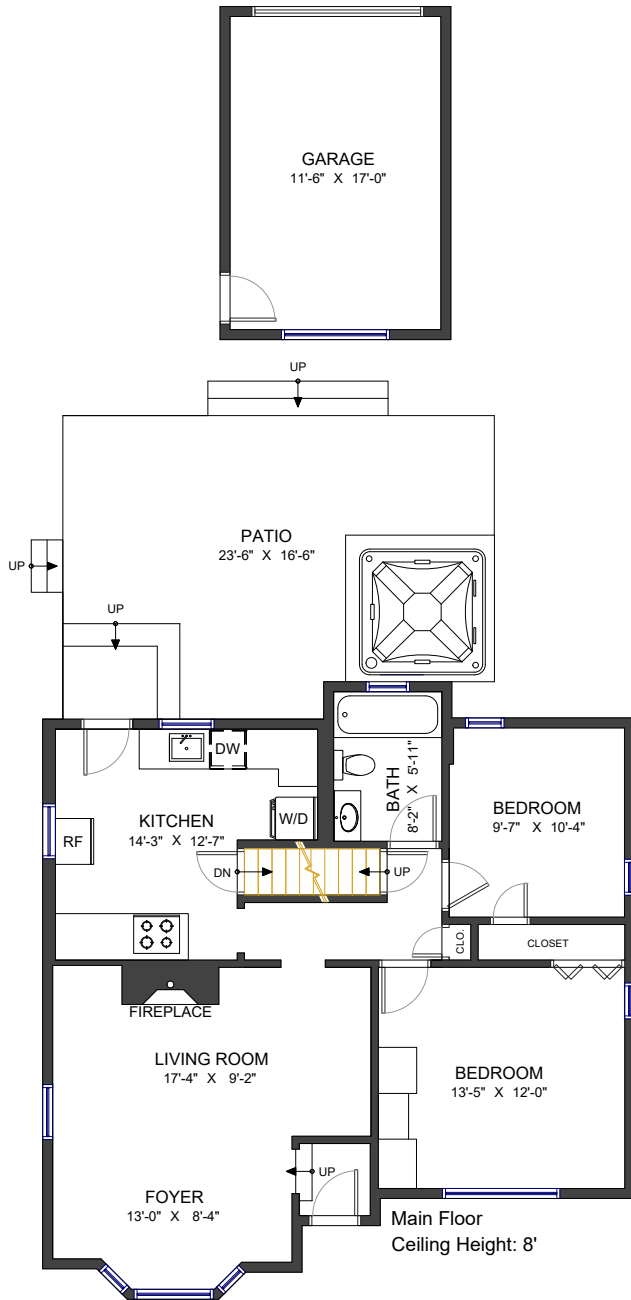 GARAGE
11'-6" X 17'-0"
UP
PATIO
23'-6" X 16'-6"
UP
UP
DW
KITCHEN
14'-3" X 12'-7"
W/D
RF
BATH
8'-2" X 5'-11"
BEDROOM
9'-7" X 10'-4"
DN
UP
CLO.
CLOSET
FIREPLACE
LIVING ROOM
17'-4" X 9'-2"
BEDROOM
13'-5" X 12'-0"
UP
FOYER
13'-0" X 8'-4"
Main Floor
Ceiling Height: 8'